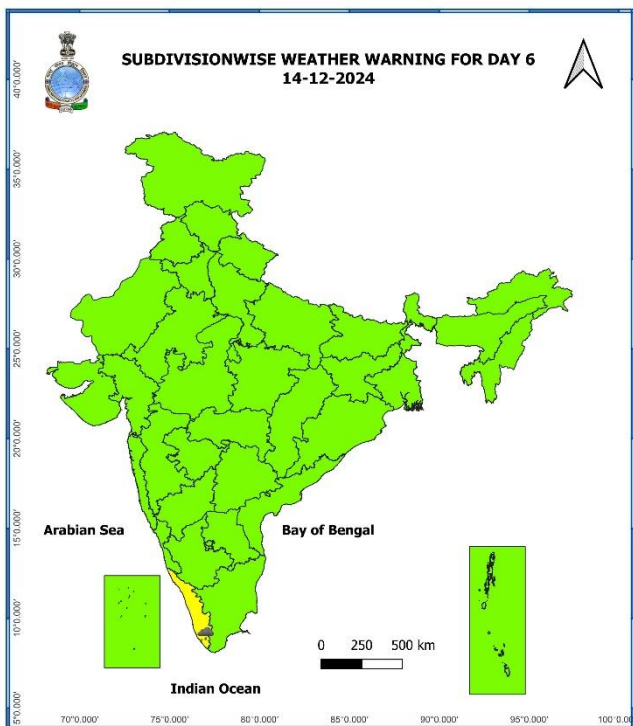 SUBDIVISIONWISE WEATHER WARNING FOR DAY 6
14-12-2024
40°0.000'
35°0.000'
30°0.000'
25°0.000'
20°0.000'
15°0.000'
10°0.000'
5°0.000'
Arabian Sea
Bay of Bengal
0 250 500 km
Indian Ocean
70°0.000' 75°0.000' 80°0.000' 85°0.000' 90°0.000' 95°0.000' 100°0.0